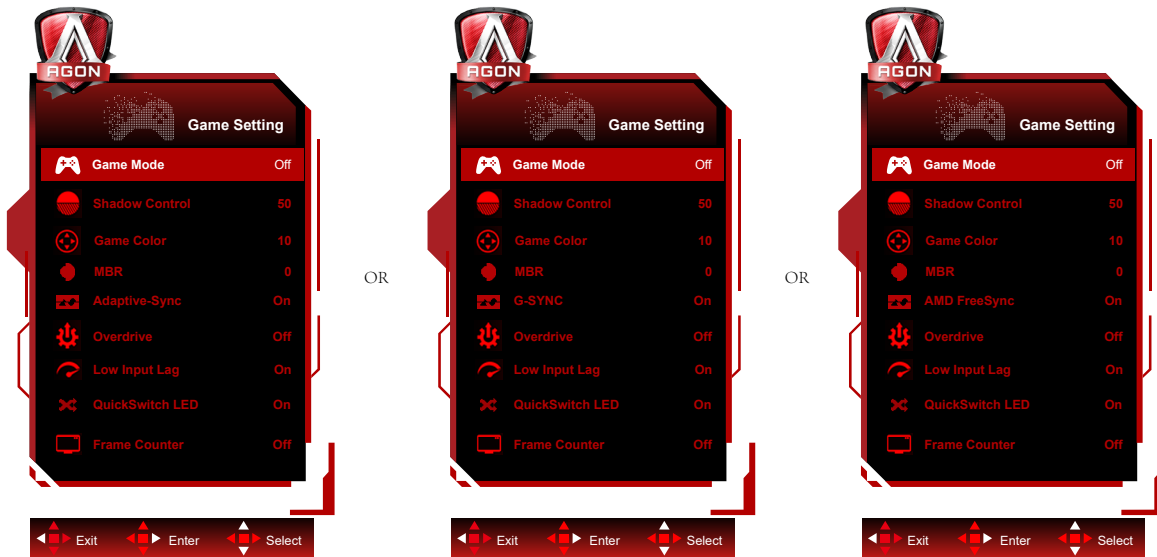 AGON
Game Setting
Game Mode Off
Shadow Control 50
Game Color 10
MBR 0
Adaptive-Sync On
Overdrive Off
Low Input Lag On
QuickSwitch LED On
Frame Counter Off
Exit Enter Select
OR
AGON
Game Setting
Game Mode Off
Shadow Control 50
Game Color 10
MBR 0
G-SYNC On
Overdrive Off
Low Input Lag On
QuickSwitch LED On
Frame Counter Off
Exit Enter Select
OR
AGON
Game Setting
Game Mode Off
Shadow Control 50
Game Color 10
MBR 0
AMD FreeSync On
Overdrive Off
Low Input Lag On
QuickSwitch LED On
Frame Counter Off
Exit Enter Select